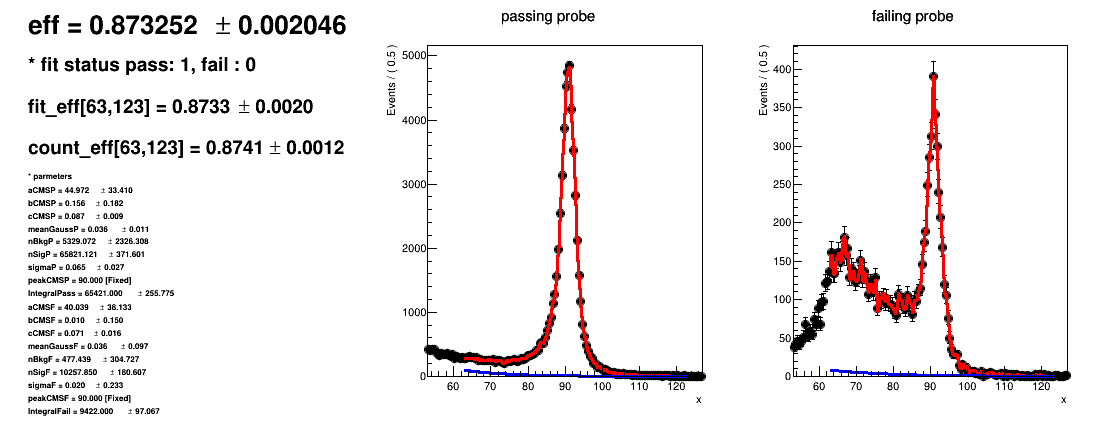 eff = 0.873252 ± 0.002046
* fit status pass: 1, fail : 0
fit_eff[63,123] = 0.8733 ± 0.0020
count_eff[63,123] = 0.8741 ± 0.0012
* parmeters
aCMSP = 44.972 ± 33.410
bCMSP = 0.156 ± 0.182
cCMSP = 0.087 ± 0.009
meanGaussP = 0.036 ± 0.011
nBkgP = 5329.072 ± 2326.308
nSigP = 65821.121 ± 371.601
sigmaP = 0.065 ± 0.027
peakCMSP = 90.000 [Fixed]
IntegralPass = 65421.000 ± 255.775
aCMSF = 40.039 ± 38.133
bCMSF = 0.010 ± 0.150
cCMSF = 0.071 ± 0.016
meanGaussF = 0.036 ± 0.097
nBkgF = 477.439 ± 304.727
nSigF = 10257.850 ± 180.607
sigmaF = 0.020 ± 0.233
peakCMSF = 90.000 [Fixed]
IntegralFail = 9422.000 ± 97.067
passing probe
Events / ( 0.5 )
5000
4000
3000
2000
1000
0
60 70 80 90 100 110 120
x
failing probe
Events / ( 0.5 )
400
350
300
250
200
150
100
50
0
60 70 80 90 100 110 120
x